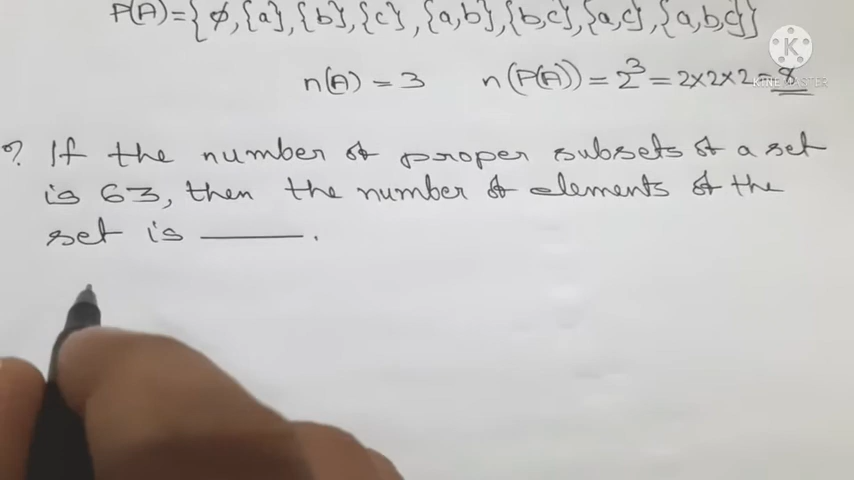 P(A) = {ϕ, {a}, {b}, {c}, {a,b}, {b,c}, {a,c}, {a,b,c}}
n(A) = 3 n(P(A)) = 2³ = 2×2×2 = 8
KINEMASTER
? If the number of proper subsets of a set
is 63, then the number of elements of the
set is ———.